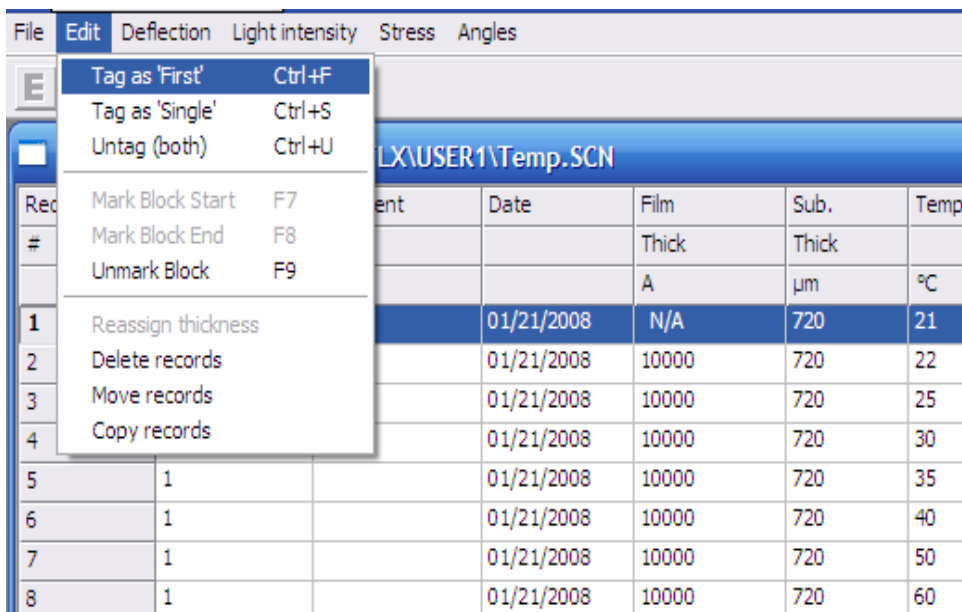 File Edit Deflection Light intensity Stress Angles
E
Tag as 'First' Ctrl+F
Tag as 'Single' Ctrl+S
Untag (both) Ctrl+U
Mark Block Start F7
Mark Block End F8
Unmark Block F9
Reassign thickness
Delete records
Move records
Copy records
LX\USER1\Temp.SCN
Rec ent Date Film Sub. Temp
# Thick Thick
A µm ºC
1 01/21/2008 N/A 720 21
2 01/21/2008 10000 720 22
3 01/21/2008 10000 720 25
4 01/21/2008 10000 720 30
5 1 01/21/2008 10000 720 35
6 1 01/21/2008 10000 720 40
7 1 01/21/2008 10000 720 50
8 1 01/21/2008 10000 720 60